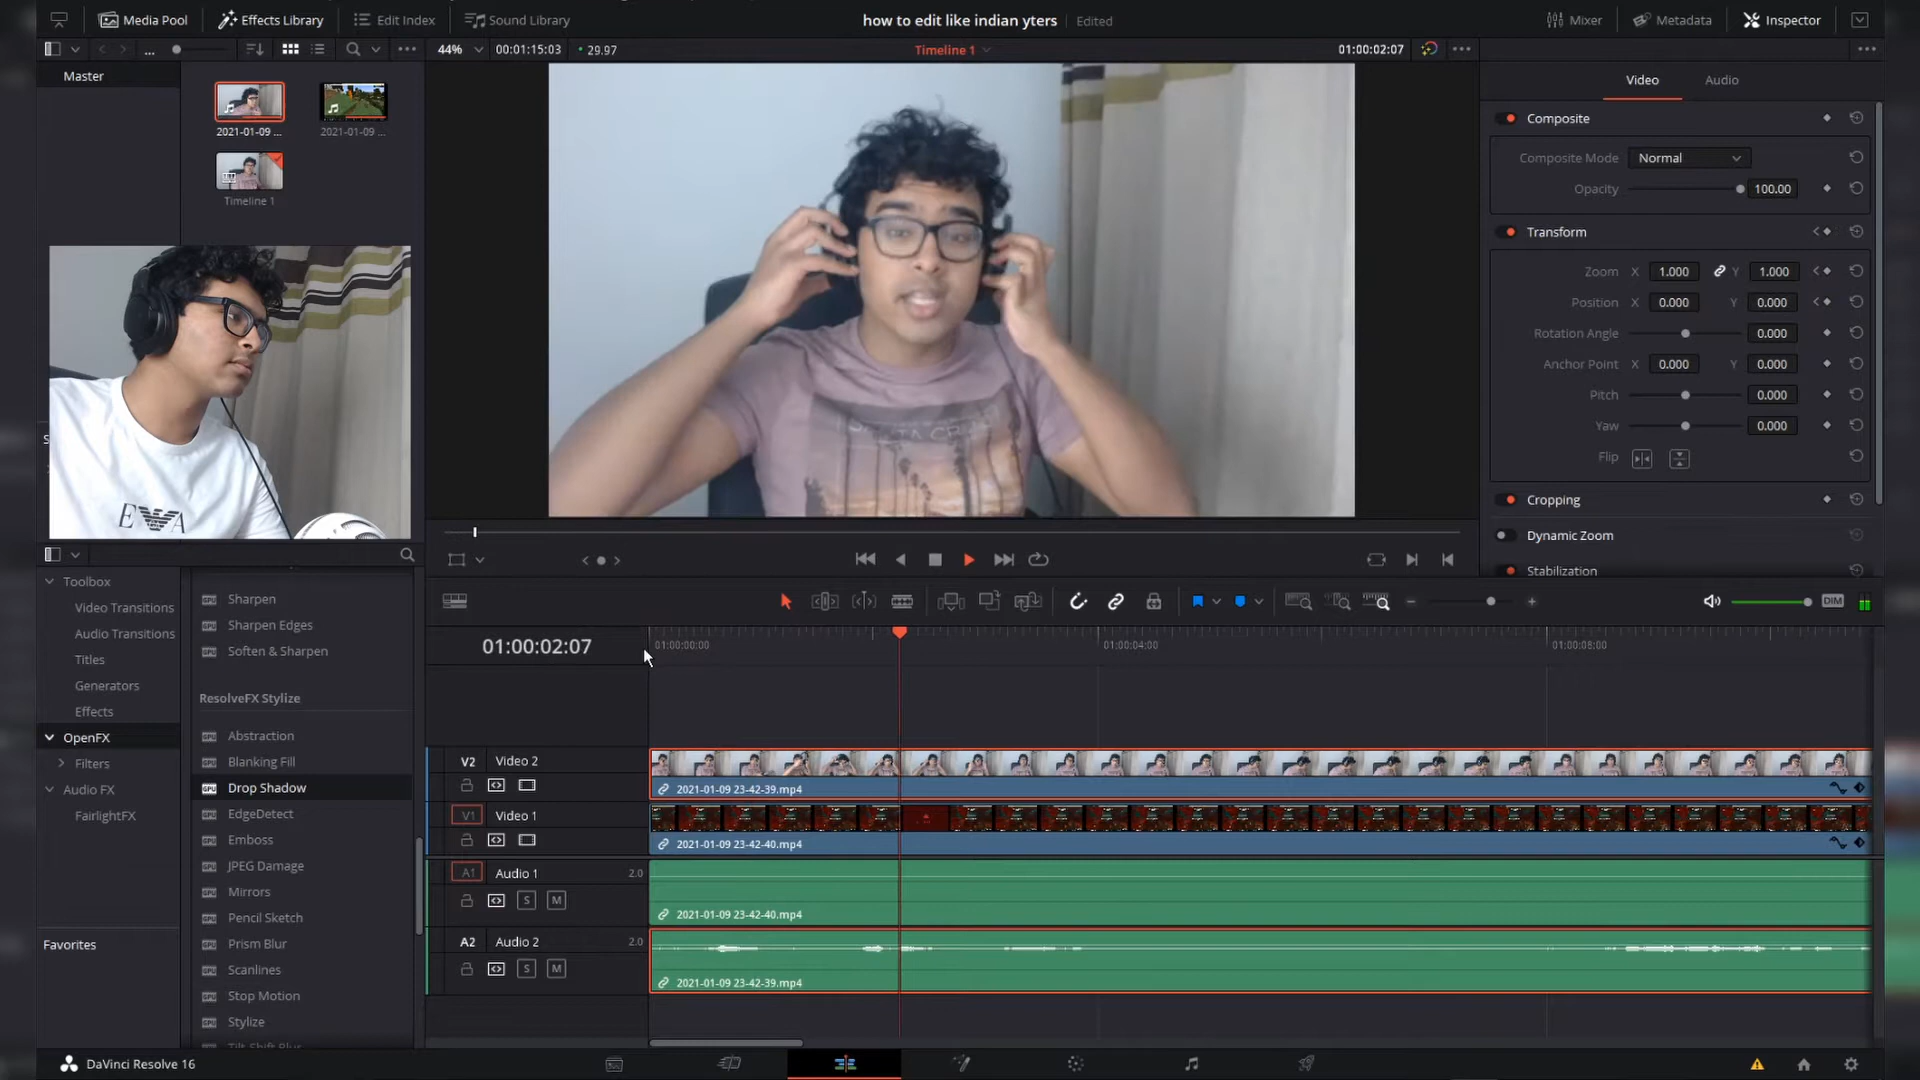 Media Pool
Effects Library
Edit Index
Sound Library
how to edit like indian yters
Edited
Mixer
Metadata
Inspector
...
44%
00:01:15:03
29.97
Timeline 1
01:00:02:07
Master
2021-01-09 ...
2021-01-09 ...
Timeline 1
Video
Audio
Composite
Composite Mode
Normal
Opacity
100.00
Transform
Zoom X 1.000 Y 1.000
Position X 0.000 Y 0.000
Rotation Angle 0.000
Anchor Point X 0.000 Y 0.000
Pitch 0.000
Yaw 0.000
Flip
Cropping
Dynamic Zoom
Stabilization
Toolbox
Video Transitions
Audio Transitions
Titles
Generators
Effects
OpenFX
Filters
Audio FX
FairlightFX
Favorites
Sharpen
Sharpen Edges
Soften & Sharpen
ResolveFX Stylize
Abstraction
Blanking Fill
Drop Shadow
EdgeDetect
Emboss
JPEG Damage
Mirrors
Pencil Sketch
Prism Blur
Scanlines
Stop Motion
Stylize
Tilt-Shift Blur
DIM
01:00:02:07
01:00:00:00
01:00:04:00
V2 Video 2
2021-01-09 23-42-39.mp4
V1 Video 1
2021-01-09 23-42-40.mp4
A1 Audio 1 2.0
S M
2021-01-09 23-42-40.mp4
A2 Audio 2 2.0
S M
2021-01-09 23-42-39.mp4
DaVinci Resolve 16